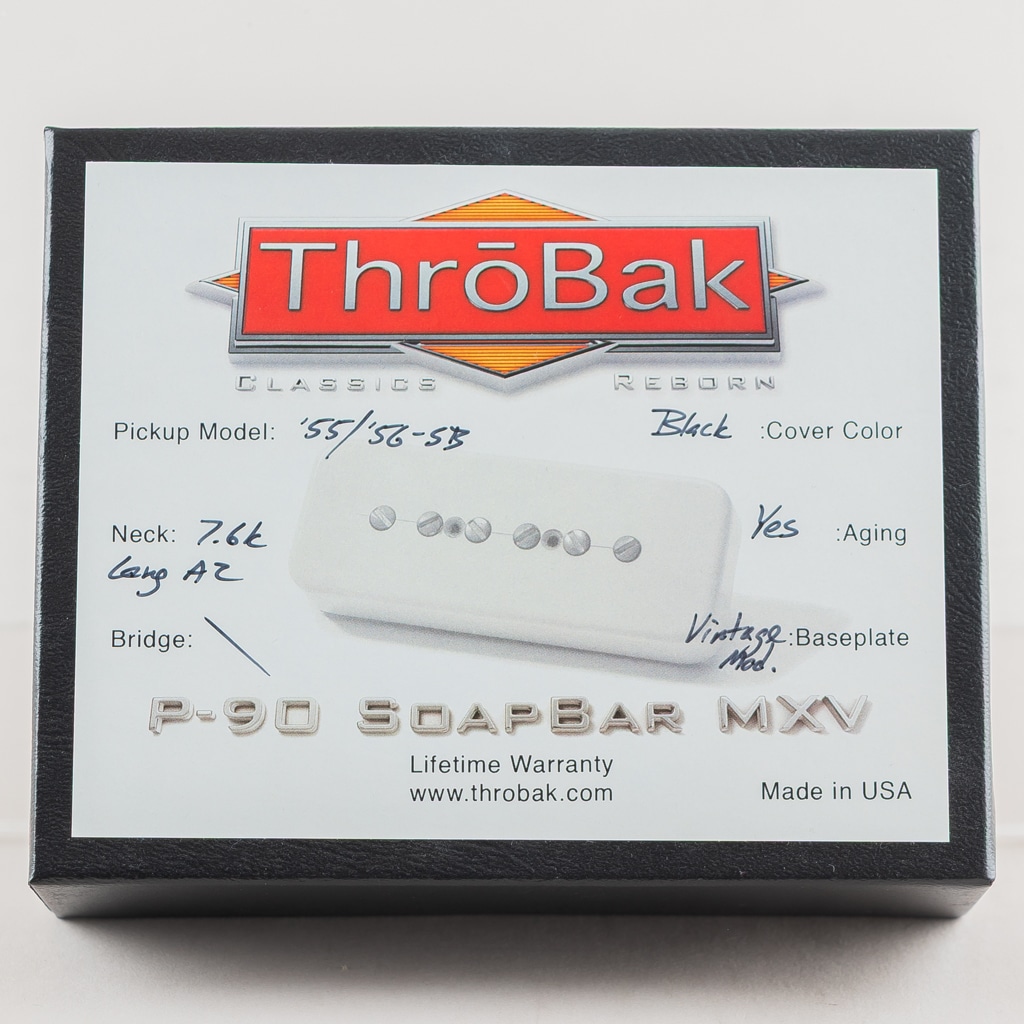 ThrōBak
Classics Reborn
Pickup Model: '55/'56-SB
Black :Cover Color
Neck: 7.6k
Long A2
Yes :Aging
Bridge:
Vintage :Baseplate
Mod.
P-90 SoapBar MXV
Lifetime Warranty
www.throbak.com
Made in USA